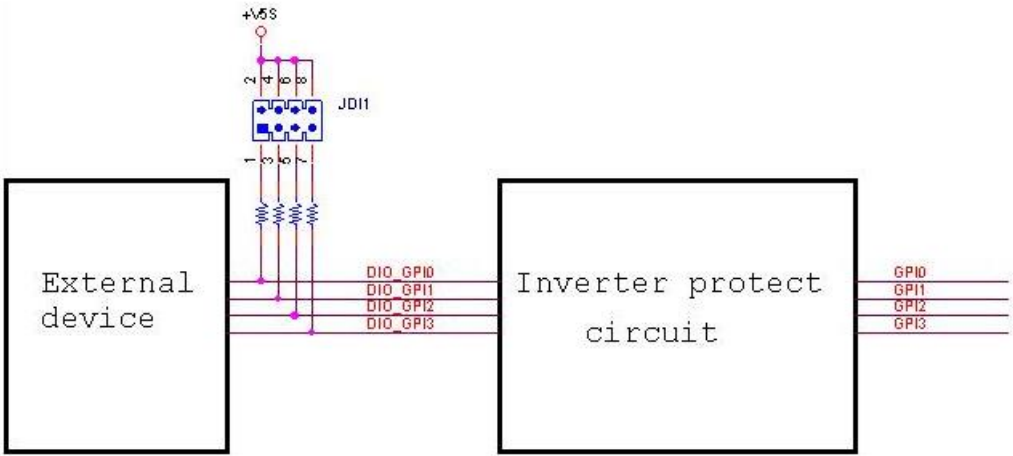 +V5S
2 4 6 8
JDI1
1 3 5 7
External
device
DIO_GPI0
DIO_GPI1
DIO_GPI2
DIO_GPI3
Inverter protect
circuit
GPI0
GPI1
GPI2
GPI3